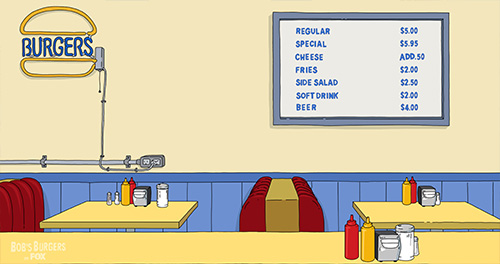 BURGERS
REGULAR $5.00
SPECIAL $5.95
CHEESE ADD .50
FRIES $2.00
SIDE SALAD $2.50
SOFT DRINK $2.00
BEER $4.00
BOB'S BURGERS
on FOX